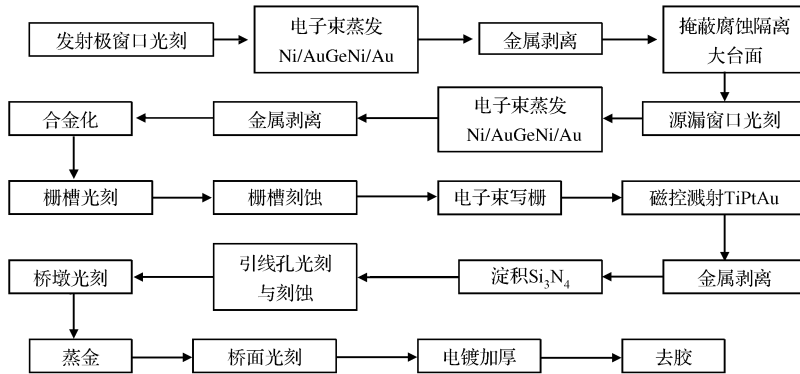 发射极窗口光刻
电子束蒸发
Ni/AuGeNi/Au
金属剥离
掩蔽腐蚀隔离
大台面
源漏窗口光刻
电子束蒸发
Ni/AuGeNi/Au
金属剥离
合金化
栅槽光刻
栅槽刻蚀
电子束写栅
磁控溅射TiPtAu
金属剥离
淀积Si₃N₄
引线孔光刻
与刻蚀
桥墩光刻
蒸金
桥面光刻
电镀加厚
去胶